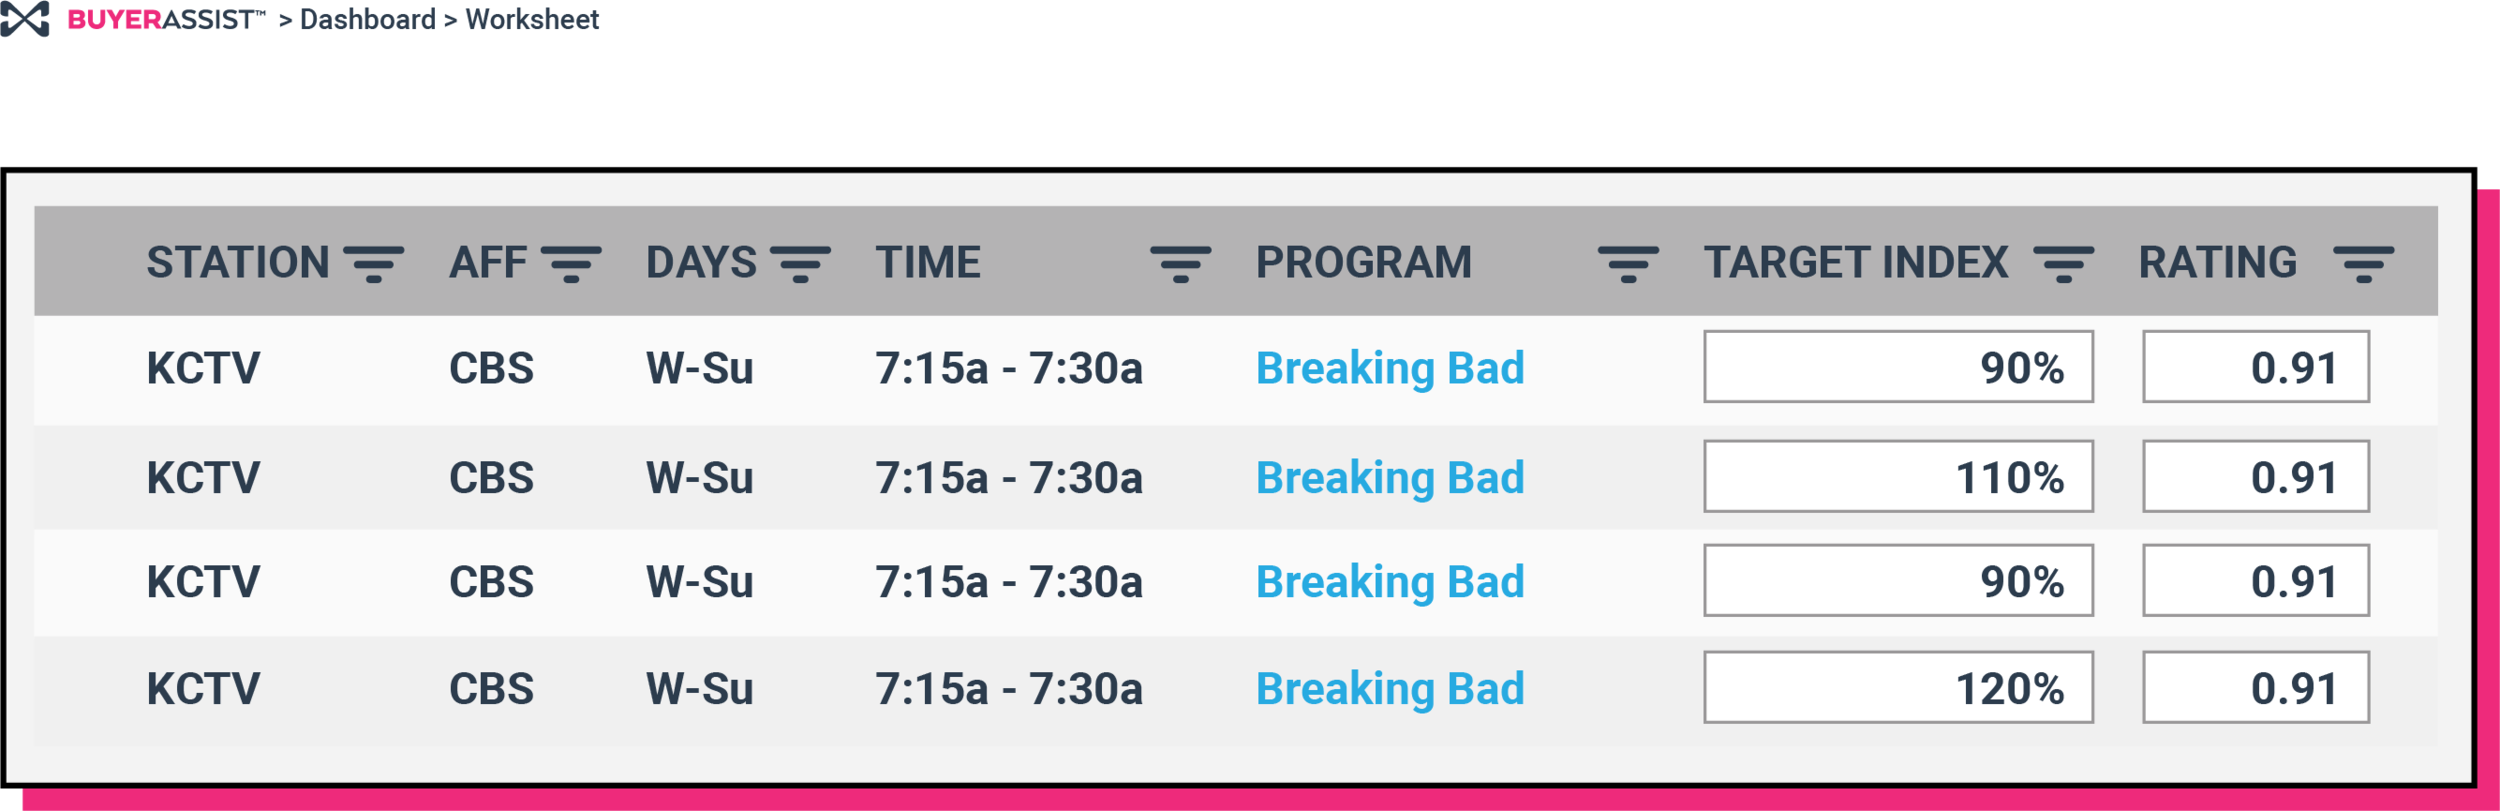 BUYERASSIST™ > Dashboard > Worksheet
STATION AFF DAYS TIME PROGRAM TARGET INDEX RATING
KCTV CBS W-Su 7:15a - 7:30a Breaking Bad 90% 0.91
KCTV CBS W-Su 7:15a - 7:30a Breaking Bad 110% 0.91
KCTV CBS W-Su 7:15a - 7:30a Breaking Bad 90% 0.91
KCTV CBS W-Su 7:15a - 7:30a Breaking Bad 120% 0.91